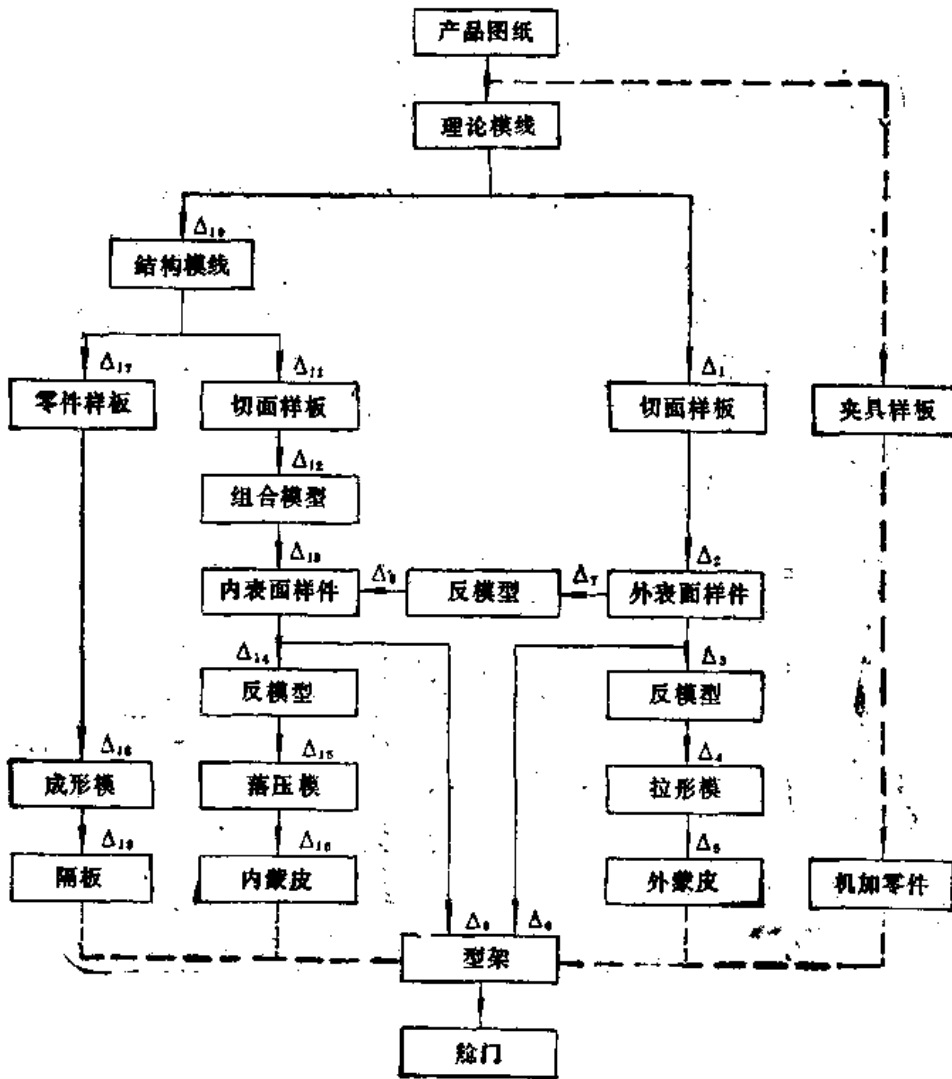 产品图纸
理论模线
Δ₁₀
结构模线
Δ₁₇
Δ₁₁
Δ₁
零件样板
切面样板
切面样板
夹具样板
Δ₁₂
组合模型
Δ₁₃
Δ₈
Δ₇
Δ₂
内表面样件
反模型
外表面样件
Δ₁₄
Δ₃
反模型
反模型
Δ₁₅
Δ₄
成形模
落压模
拉形模
Δ₁₆
Δ₅
隔板
内蒙皮
外蒙皮
机加零件
Δ₆
型架
舱门